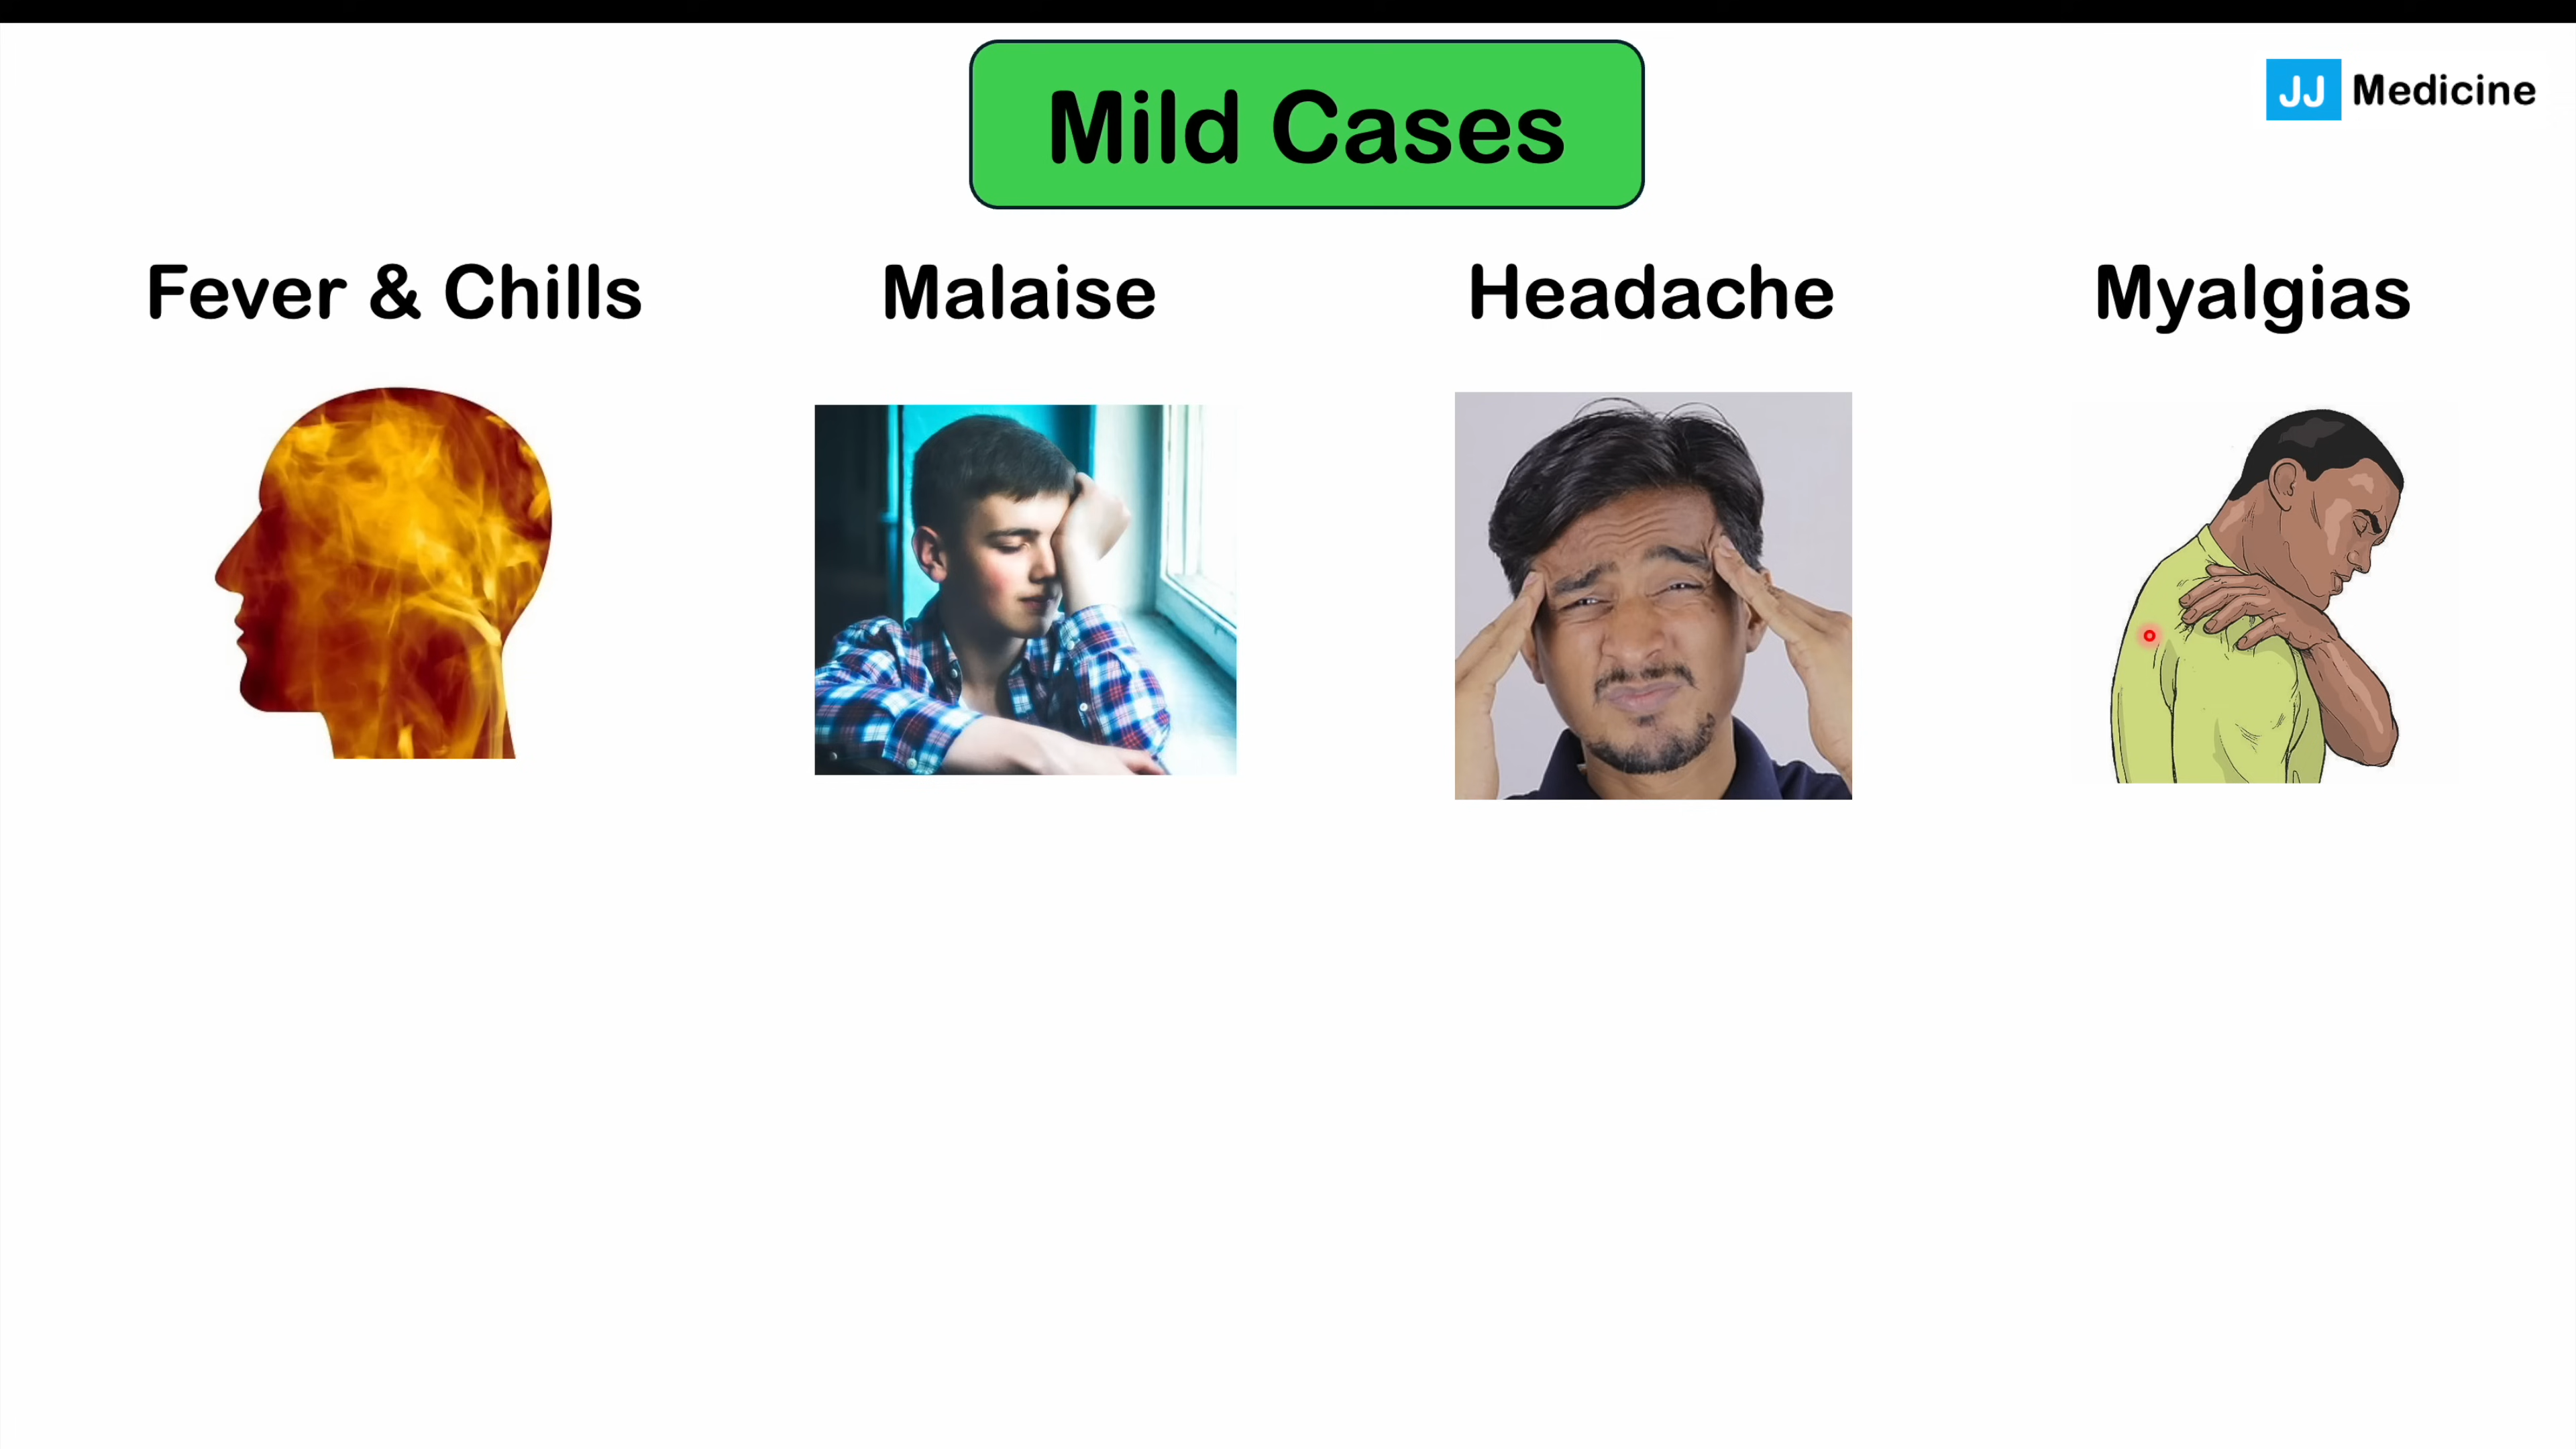 Mild Cases
JJ Medicine
Fever & Chills
Malaise
Headache
Myalgias